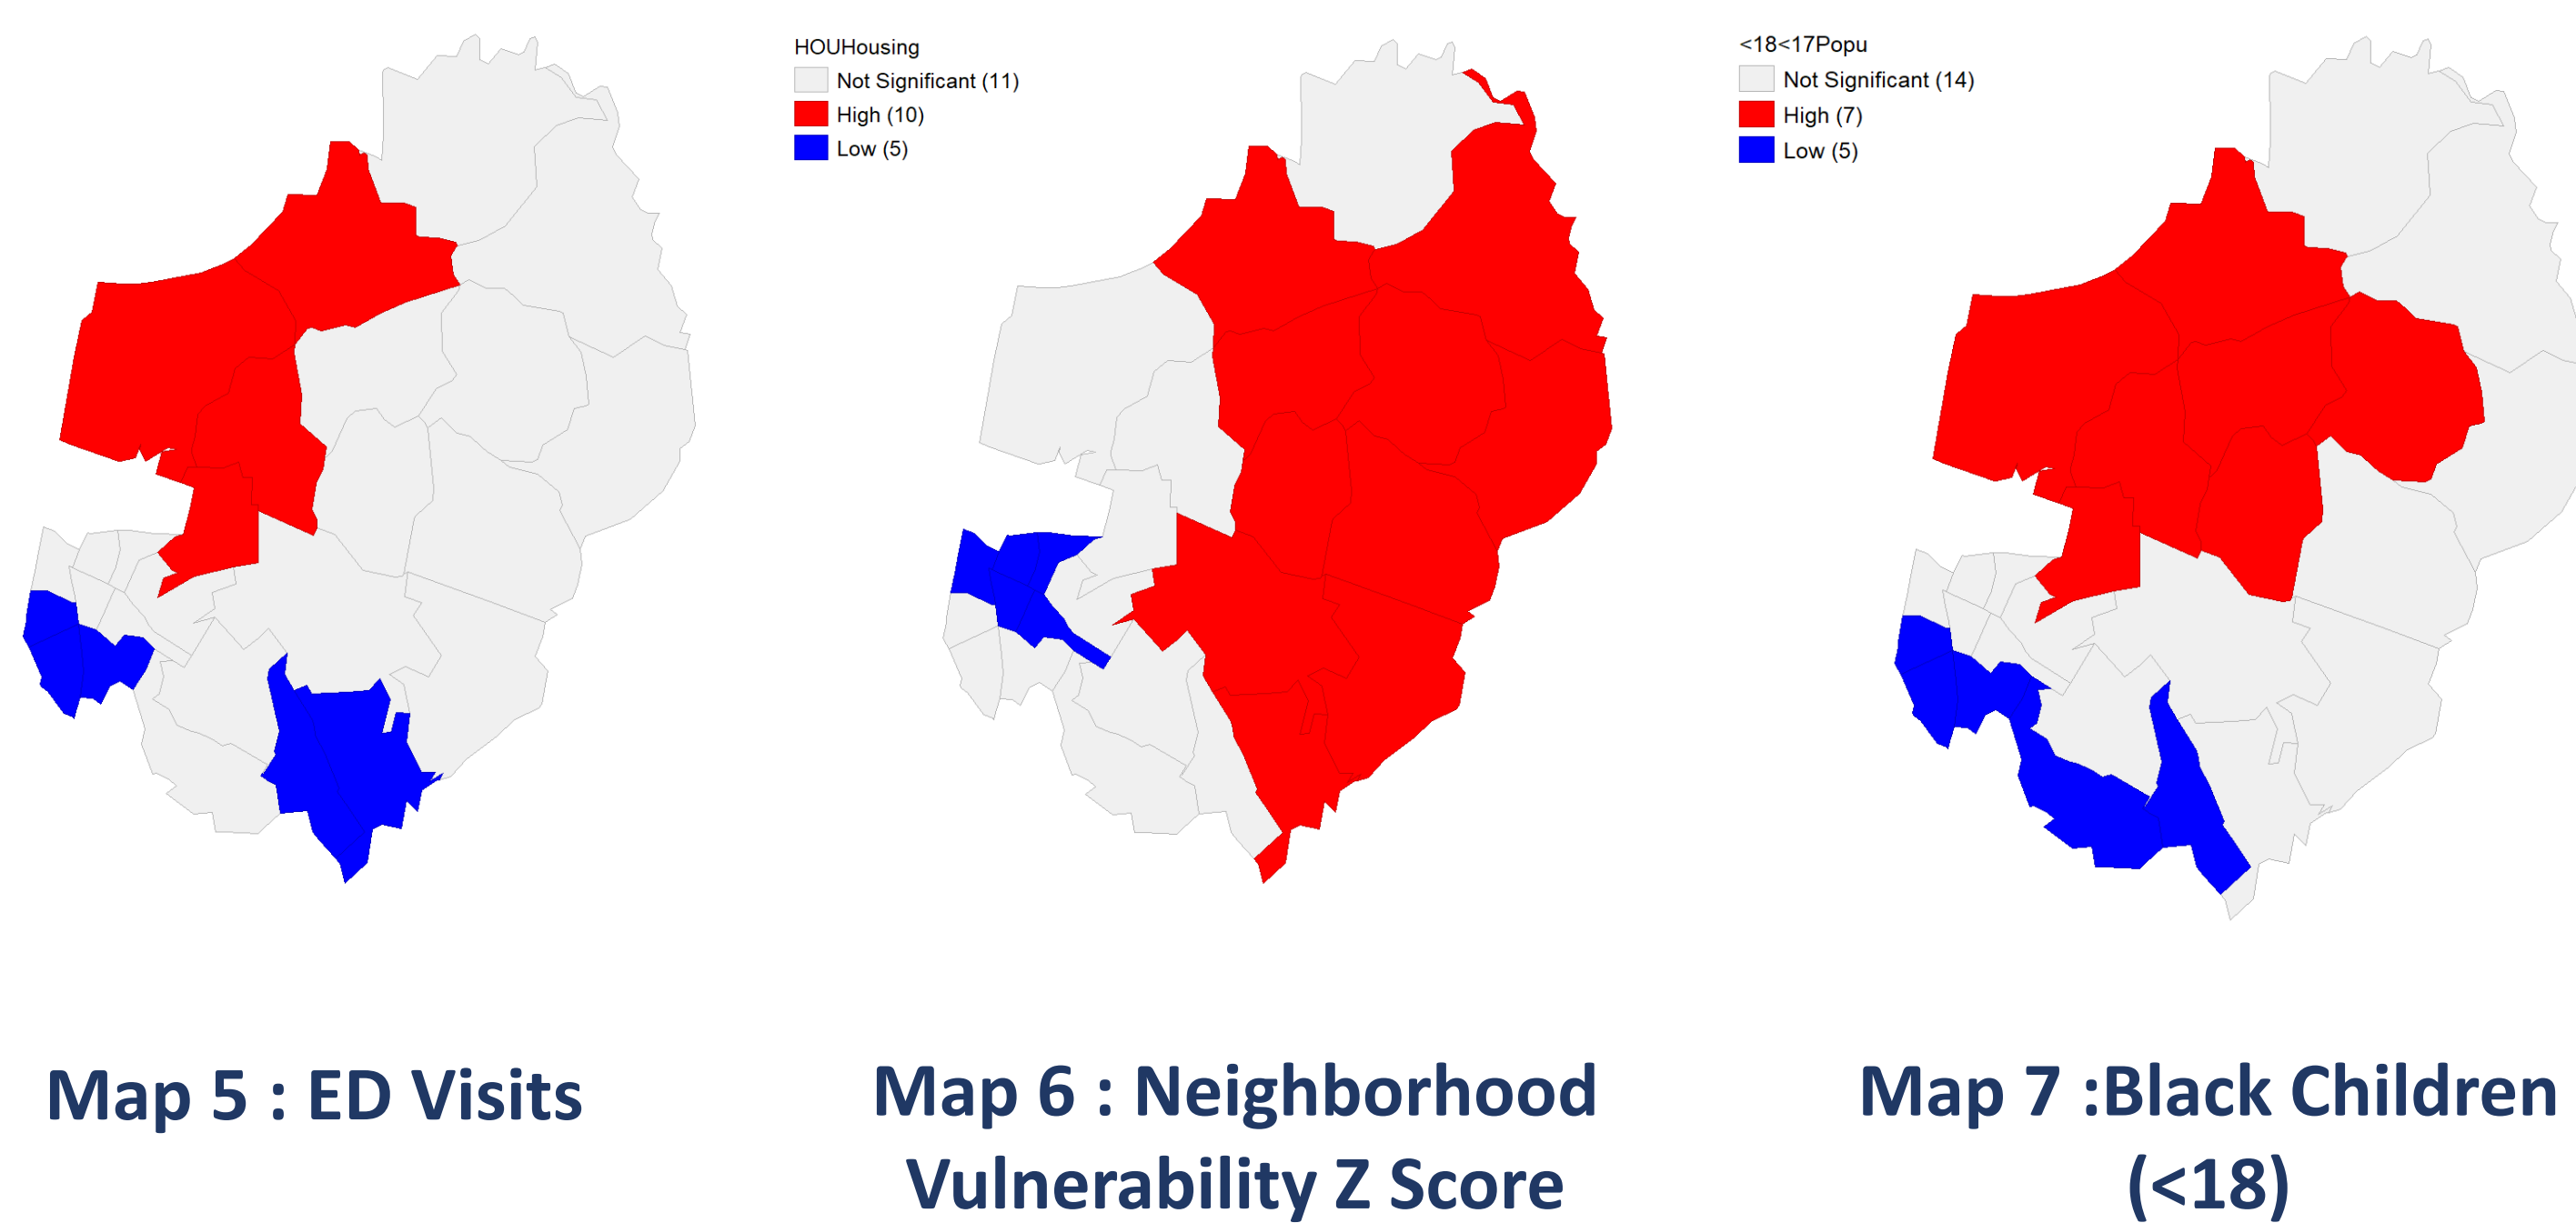 HOUHousing
Not Significant (11)
High (10)
Low (5)
<18<17Popu
Not Significant (14)
High (7)
Low (5)
Map 5 : ED Visits
Map 6 : Neighborhood
Vulnerability Z Score
Map 7 :Black Children
(<18)